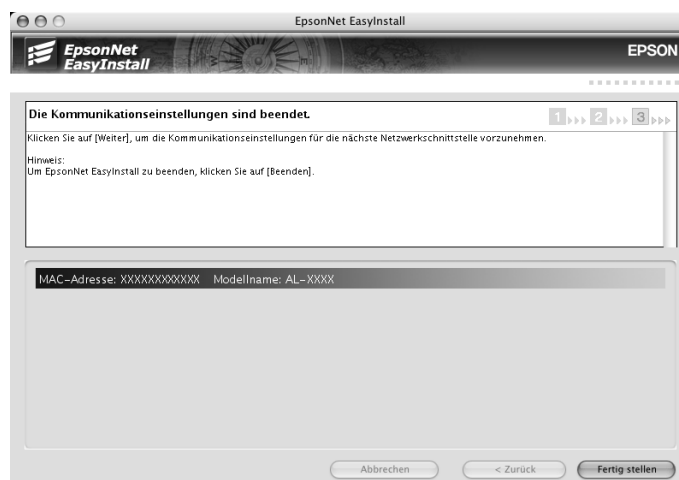 EpsonNet EasyInstall
EpsonNet
EasyInstall
W
E
EPSON
Die Kommunikationseinstellungen sind beendet.
1 2 3
Klicken Sie auf [Weiter], um die Kommunikationseinstellungen für die nächste Netzwerkschnittstelle vorzunehmen.
Hinweis:
Um EpsonNet EasyInstall zu beenden, klicken Sie auf [Beenden].
MAC-Adresse: XXXXXXXXXXXX Modellname: AL-XXXX
Abbrechen
< Zurück
Fertig stellen